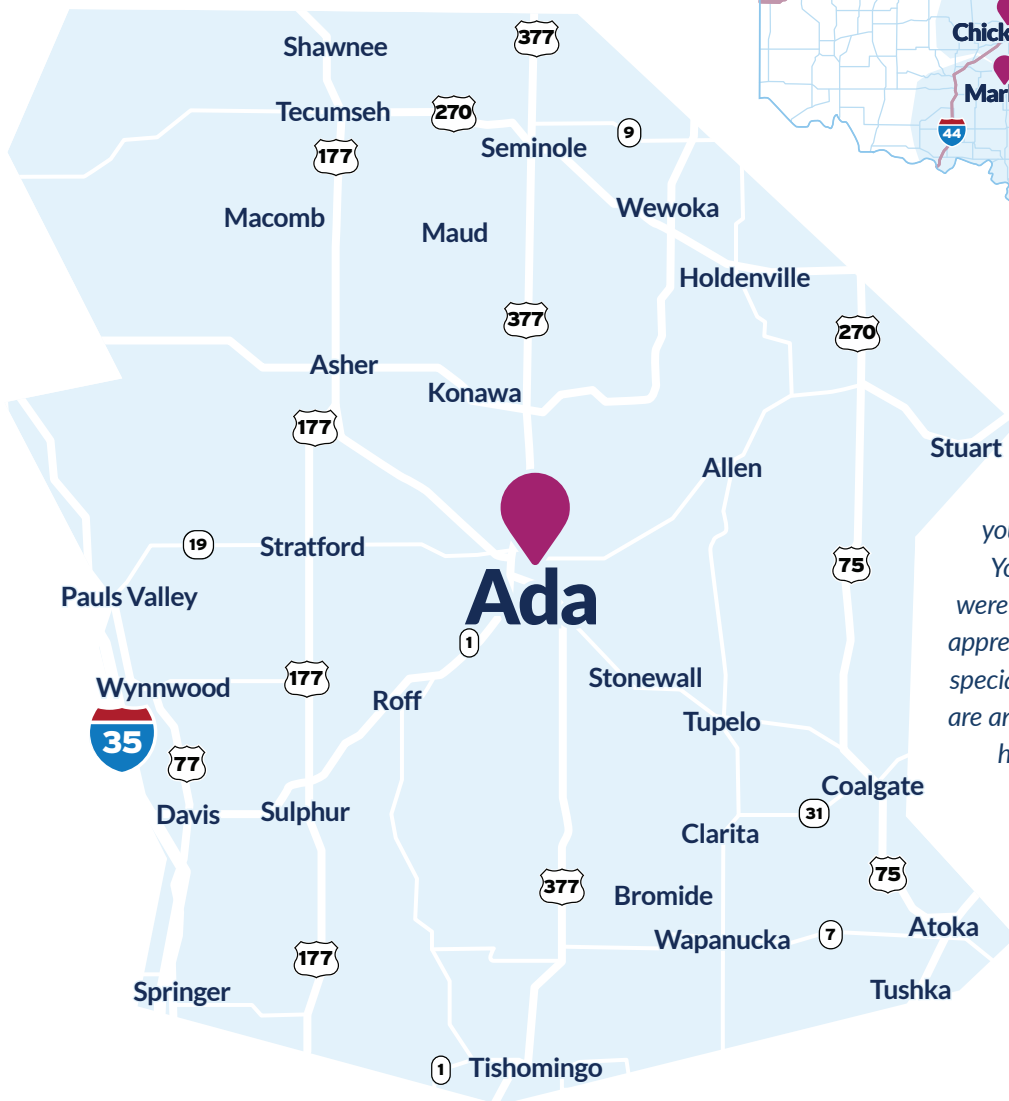 377
Shawnee
Chick
Mar
44
Tecumseh
270
9
Seminole
177
Macomb
Maud
Wewoka
Holdenville
377
270
Asher
Konawa
177
Stuart
Allen
19
Stratford
75
Pauls Valley
Ada
1
177
Stonewall
Wynnwood
Roff
Tupelo
35
77
Coalgate
Davis
Sulphur
31
Clarita
75
377
Bromide
Atoka
Wapanucka
7
177
Springer
Tushka
1
Tishomingo
you
Yo
were
appre
specia
are ar
h